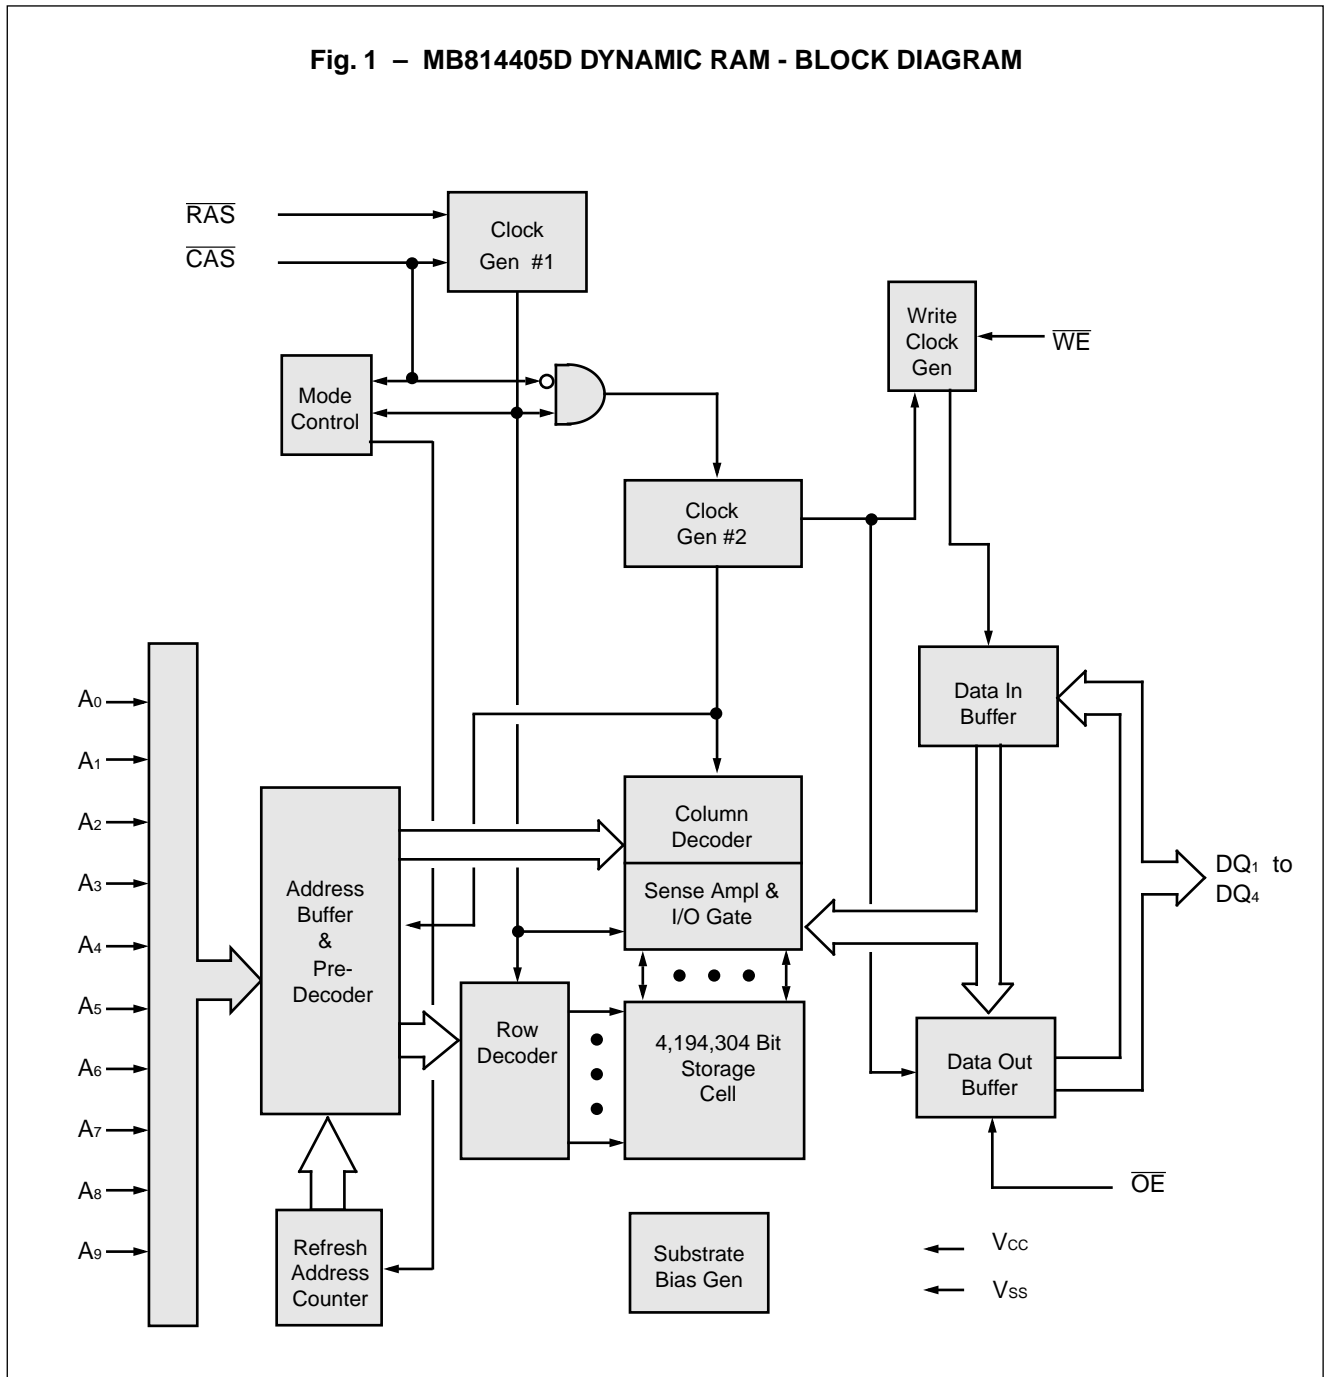 Fig. 1 – MB814405D DYNAMIC RAM - BLOCK DIAGRAM
RAS
CAS
Clock
Gen #1
Write
Clock
Gen
WE
Mode
Control
Clock
Gen #2
A0
A1
A2
A3
A4
A5
A6
A7
A8
A9
Address
Buffer
&
Pre-
Decoder
Column
Decoder
Sense Ampl &
I/O Gate
Data In
Buffer
DQ1 to
DQ4
Row
Decoder
4,194,304 Bit
Storage
Cell
Data Out
Buffer
OE
Refresh
Address
Counter
Substrate
Bias Gen
VCC
VSS